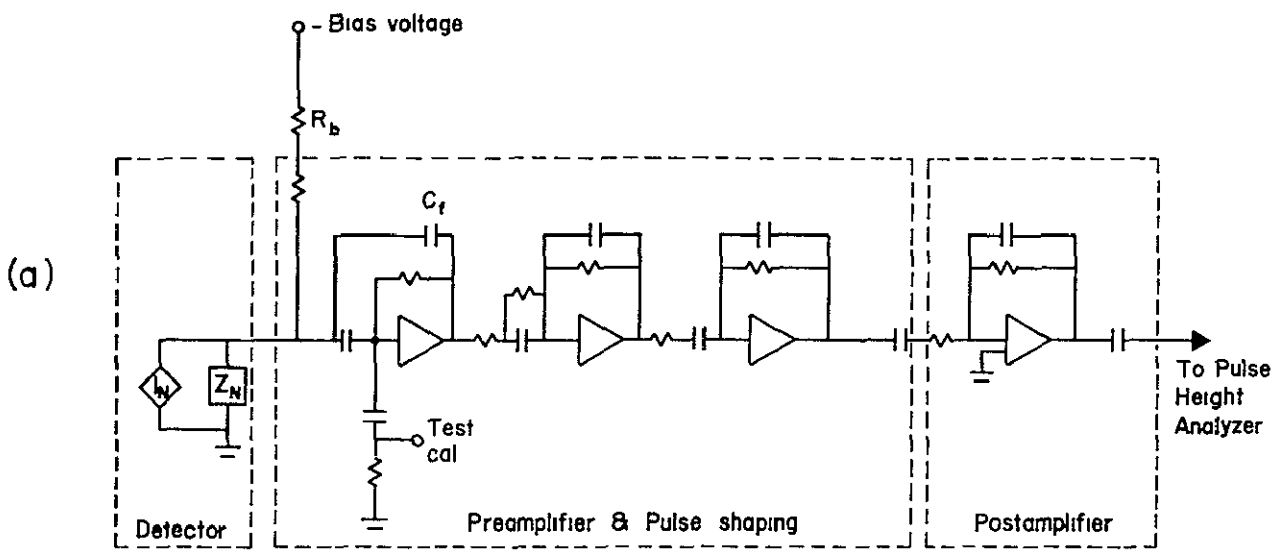 - Bias voltage
R_b
C_f
(a)
I_N
Z_N
To Pulse
Height
Analyzer
Test
cal
Detector
Preamplifier & Pulse shaping
Postamplifier